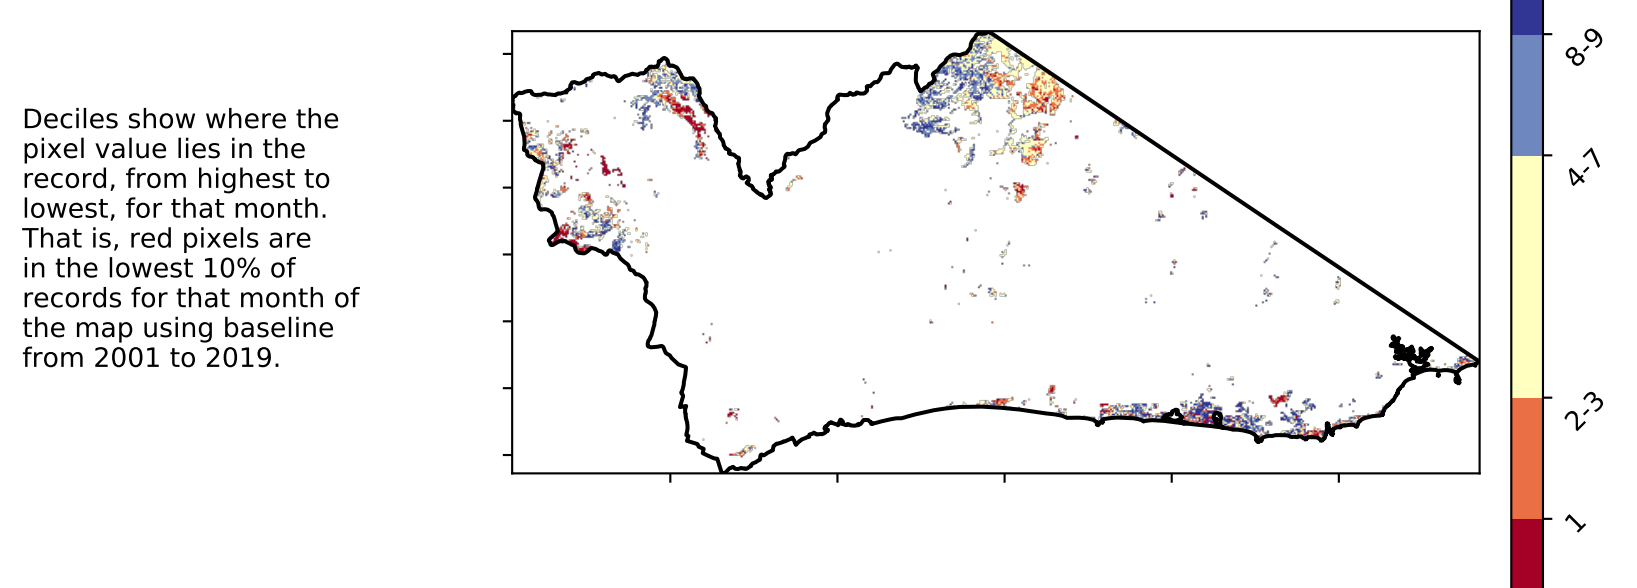 Deciles show where the
pixel value lies in the
record, from highest to
lowest, for that month.
That is, red pixels are
in the lowest 10% of
records for that month of
the map using baseline
from 2001 to 2019.
8-9
4-7
2-3
1